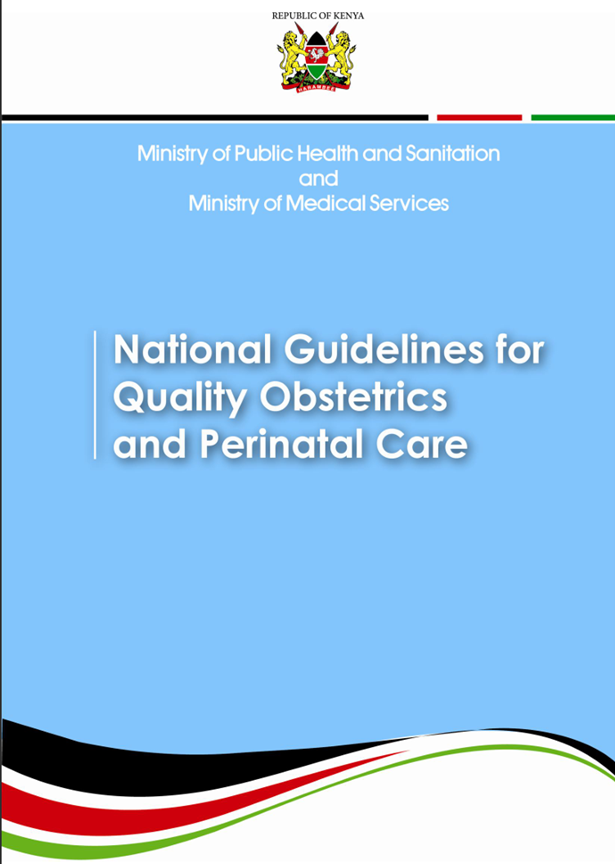 REPUBLIC OF KENYA
HARAMBEE
Ministry of Public Health and Sanitation
and
Ministry of Medical Services
National Guidelines for
Quality Obstetrics
and Perinatal Care